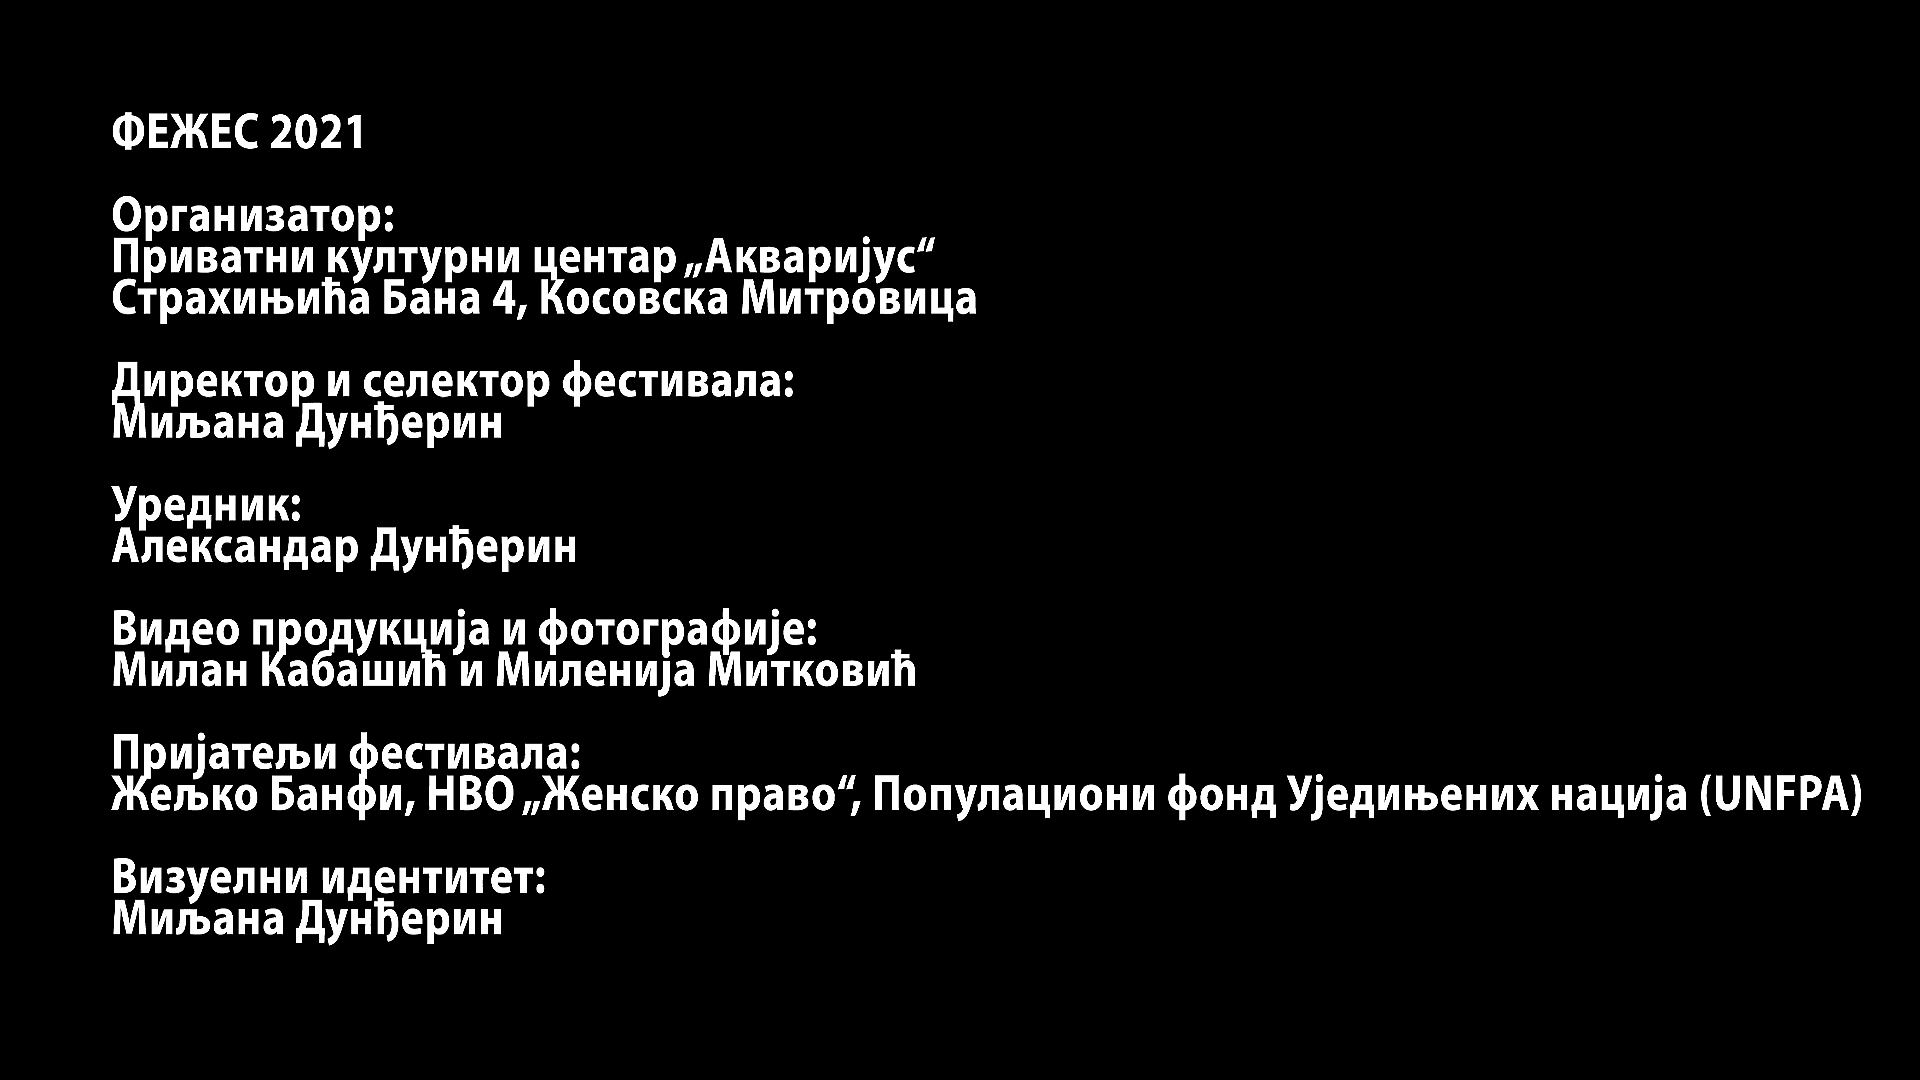 ФЕЖЕС 2021
Организатор:
Приватни културни центар „Акваријус“
Страхињића Бана 4, Косовска Митровица
Директор и селектор фестивала:
Миљана Дунђерин
Уредник:
Александар Дунђерин
Видео продукција и фотографије:
Милан Кабашић и Миленија Митковић
Пријатељи фестивала:
Жељко Банфи, НВО „Женско право“, Популациони фонд Уједињених нација (UNFPA)
Визуелни идентитет:
Миљана Дунђерин